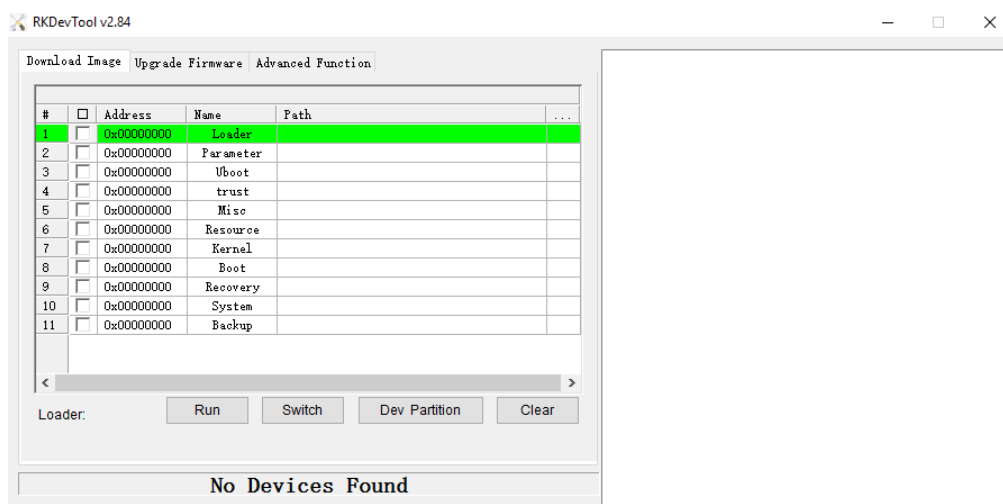 RKDevTool v2.84
Download Image Upgrade Firmware Advanced Function
# Address Name Path ...
1 0x00000000 Loader
2 0x00000000 Parameter
3 0x00000000 Uboot
4 0x00000000 trust
5 0x00000000 Misc
6 0x00000000 Resource
7 0x00000000 Kernel
8 0x00000000 Boot
9 0x00000000 Recovery
10 0x00000000 System
11 0x00000000 Backup
Loader: Run Switch Dev Partition Clear
No Devices Found